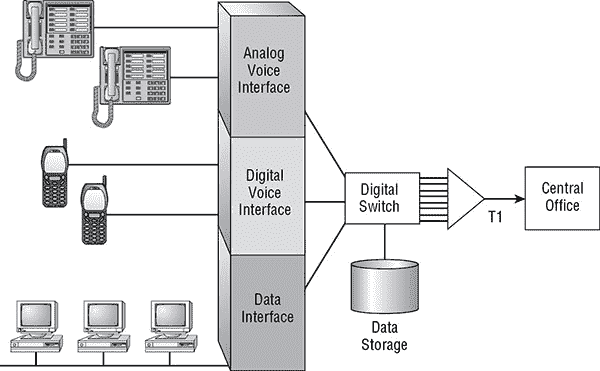 Analog
Voice
Interface
Digital
Voice
Interface
Data
Interface
Digital
Switch
T1
Central
Office
Data
Storage